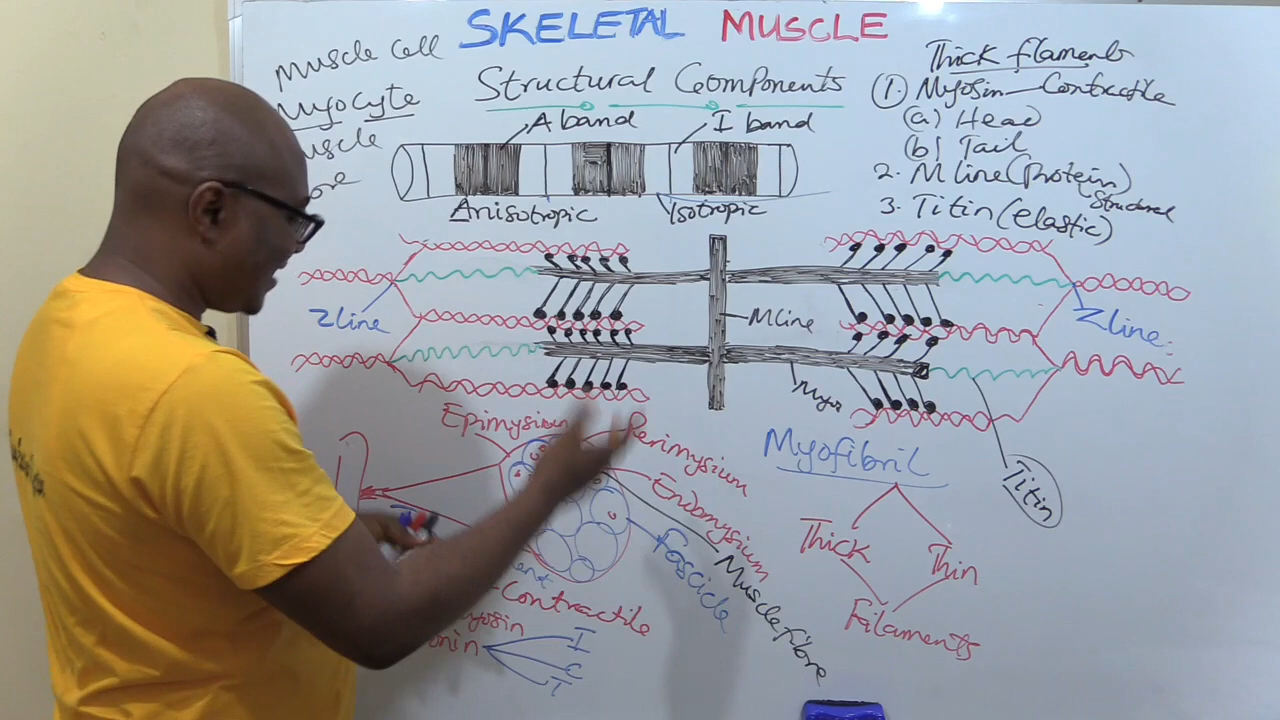 SKELETAL MUSCLE
Muscle Cell
Myocyte
Structural Components
A band
I band
Anisotropic
Isotropic
Thick filaments
① Myosin — Contractile
(a) Head
(b) Tail
2. M line (Protein)
Structural
3. Titin (elastic)
Z line
M line
Z line
Myo
Titin
Epimysium
Perimysium
Endomysium
Fascicle
Muscle fibre
Contractile
I
C
T
Myofibril
Thick
Thin
Filaments